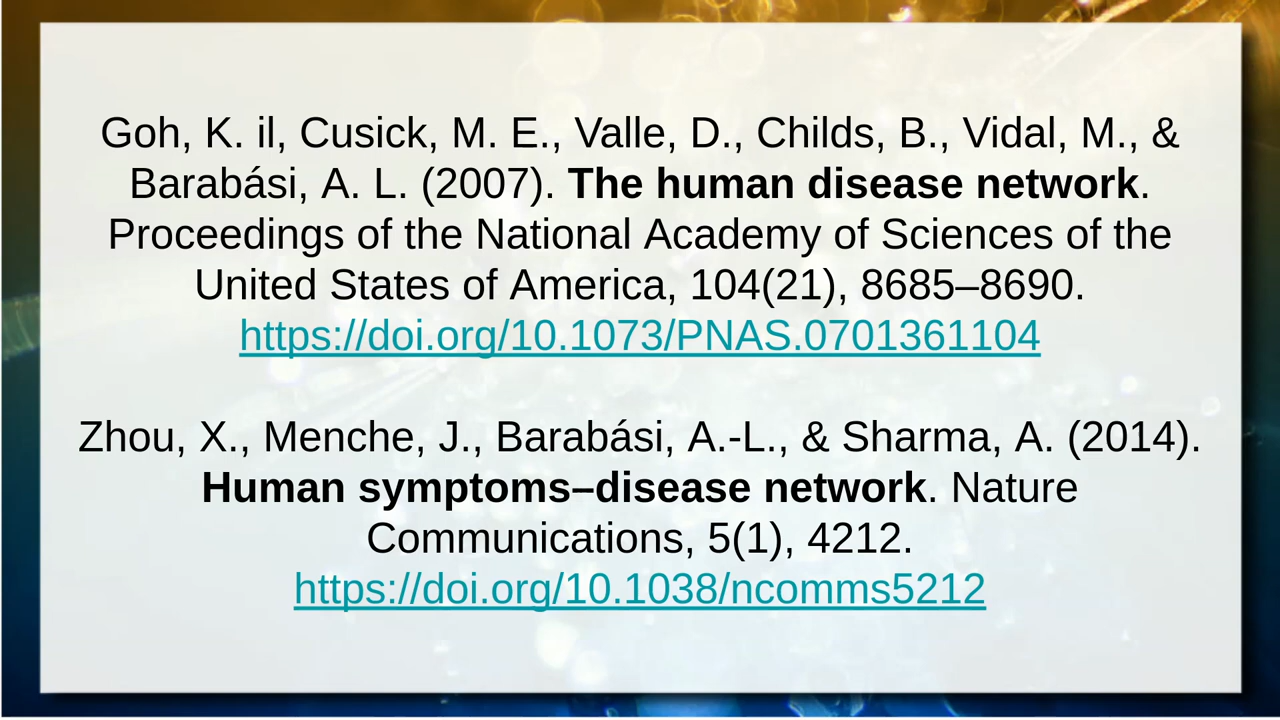 Goh, K. il, Cusick, M. E., Valle, D., Childs, B., Vidal, M., &
Barabási, A. L. (2007). The human disease network.
Proceedings of the National Academy of Sciences of the
United States of America, 104(21), 8685–8690.
https://doi.org/10.1073/PNAS.0701361104
Zhou, X., Menche, J., Barabási, A.-L., & Sharma, A. (2014).
Human symptoms–disease network. Nature
Communications, 5(1), 4212.
https://doi.org/10.1038/ncomms5212